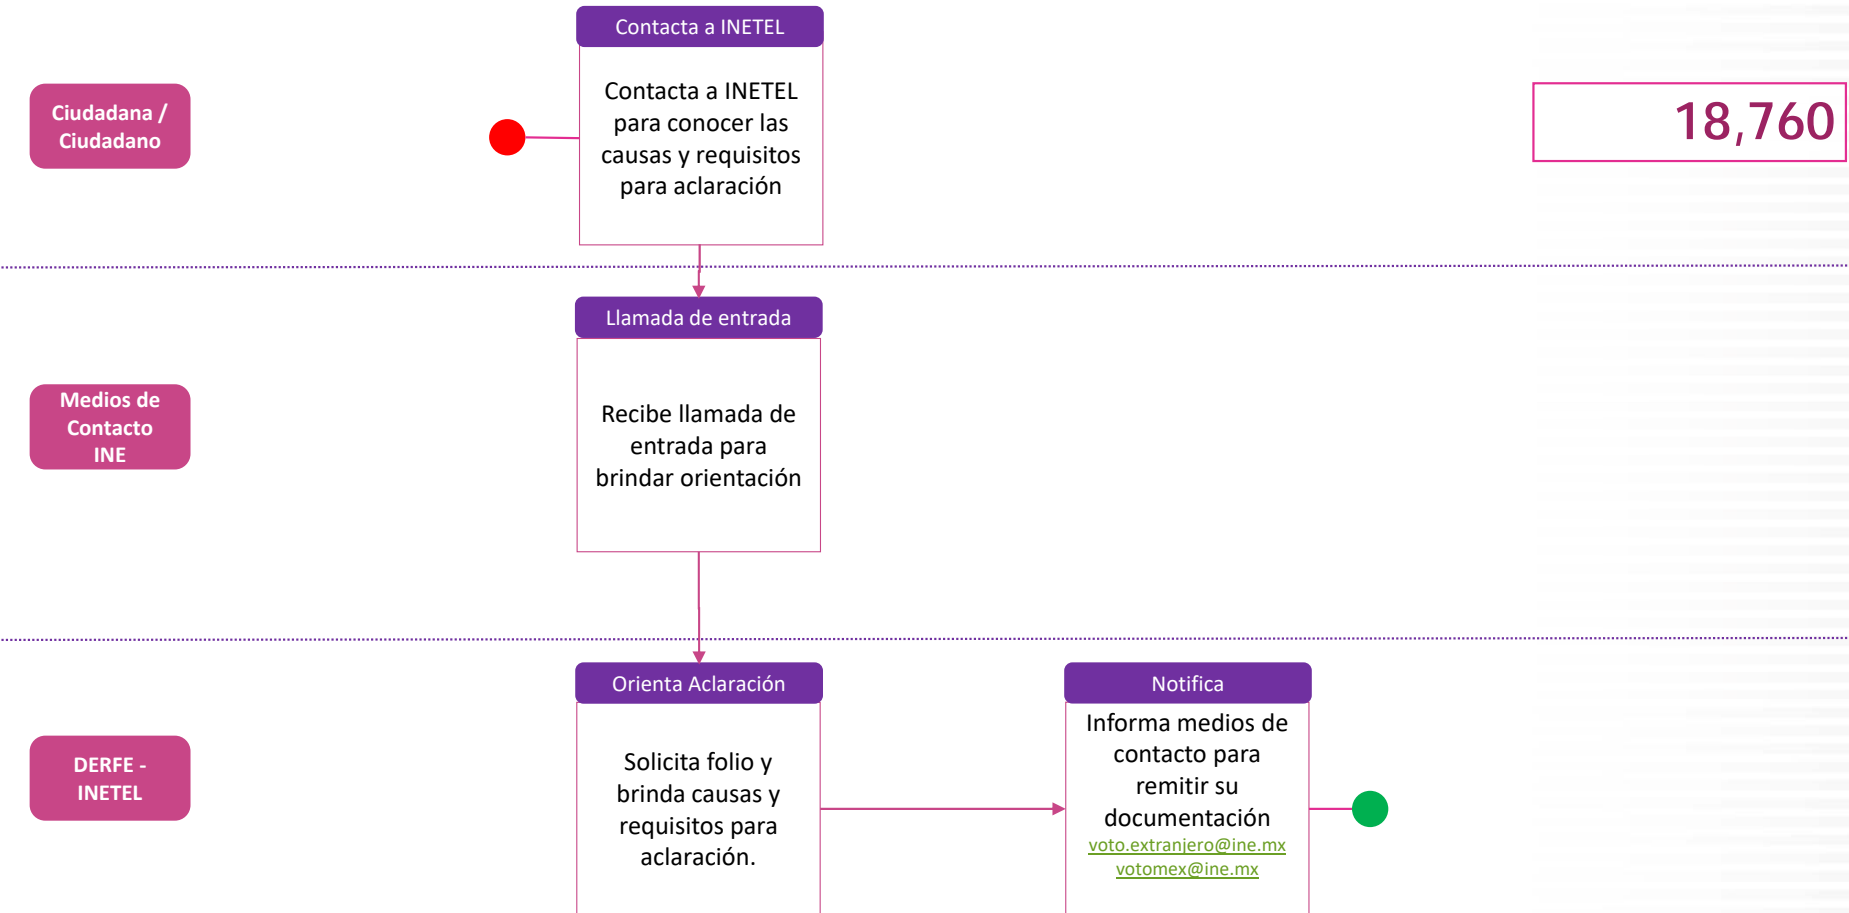 Contacta a INETEL
Contacta a INETEL
para conocer las
causas y requisitos
para aclaración
Ciudadana /
Ciudadano
18,760
Llamada de entrada
Medios de
Contacto
INE
Recibe llamada de
entrada para
brindar orientación
Orienta Aclaración
DERFE -
INETEL
Solicita folio y
brinda causas y
requisitos para
aclaración.
Notifica
Informa medios de
contacto para
remitir su
documentación
voto.extranjero@ine.mx
votomex@ine.mx